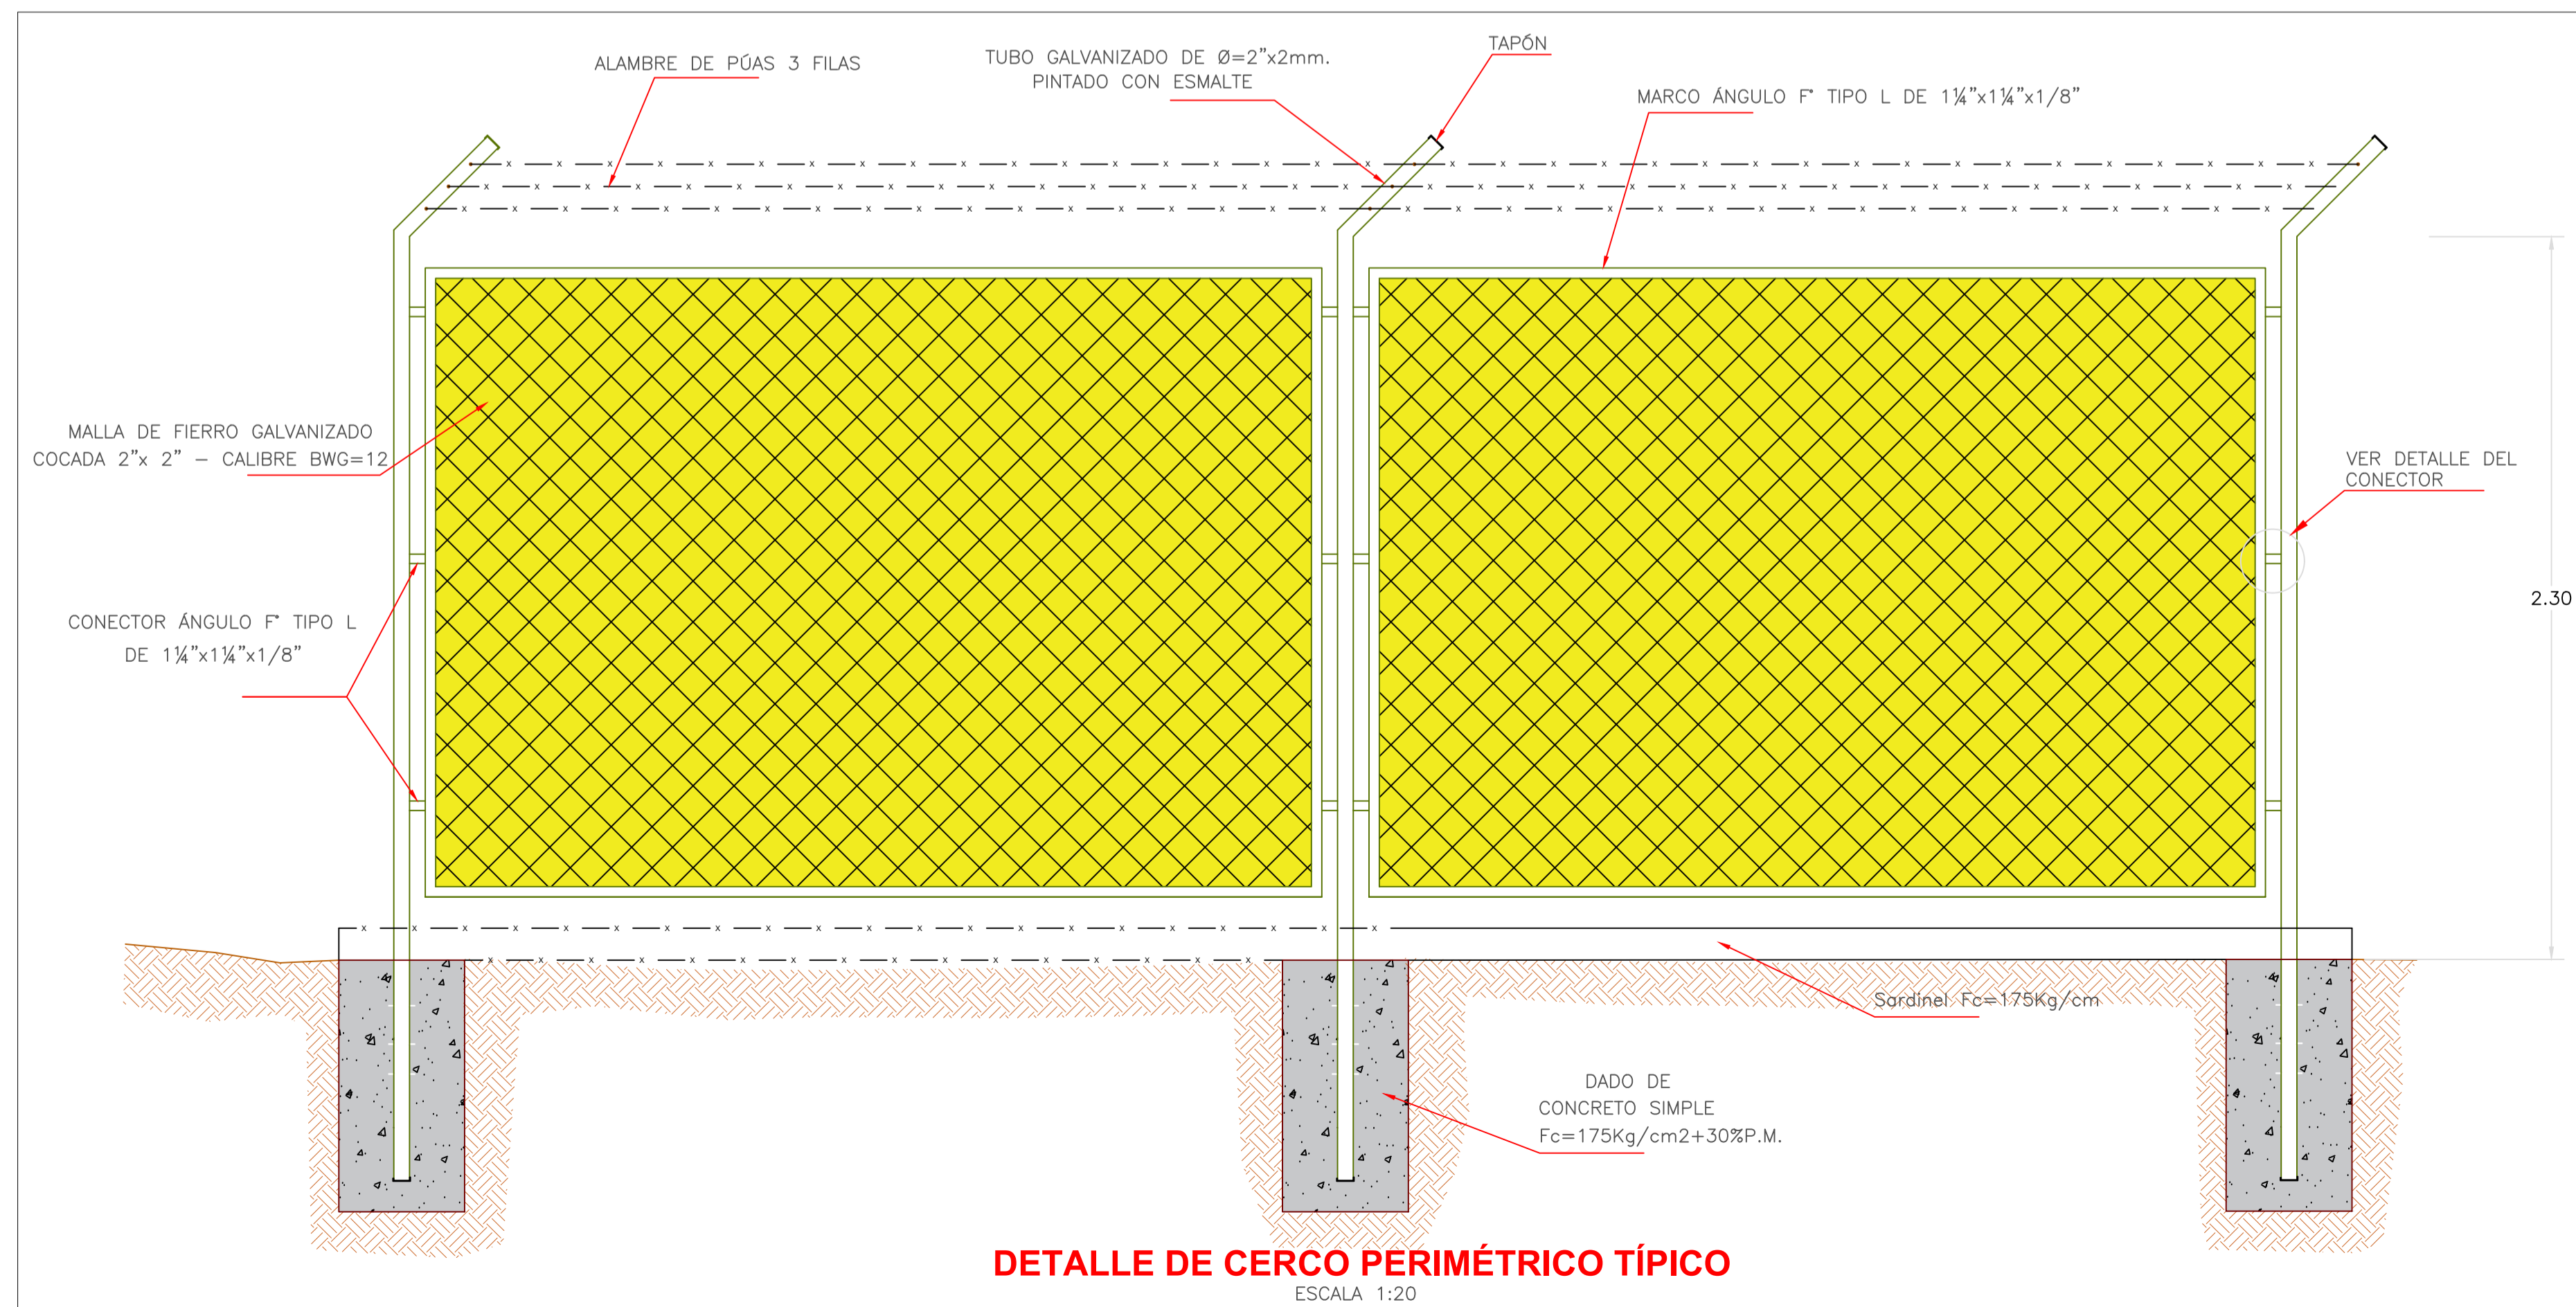 ALAMBRE DE PÚAS 3 FILAS
TUBO GALVANIZADO DE Ø=2”x2mm.
PINTADO CON ESMALTE
TAPÓN
MARCO ÁNGULO F° TIPO L DE 1¼”x1¼”x1/8”
MALLA DE FIERRO GALVANIZADO
COCADA 2”x 2” – CALIBRE BWG=12
VER DETALLE DEL
CONECTOR
2.30
CONECTOR ÁNGULO F° TIPO L
DE 1¼”x1¼”x1/8”
Sardinel Fc=175Kg/cm
DADO DE
CONCRETO SIMPLE
Fc=175Kg/cm2+30%P.M.
DETALLE DE CERCO PERIMÉTRICO TÍPICO
ESCALA 1:20